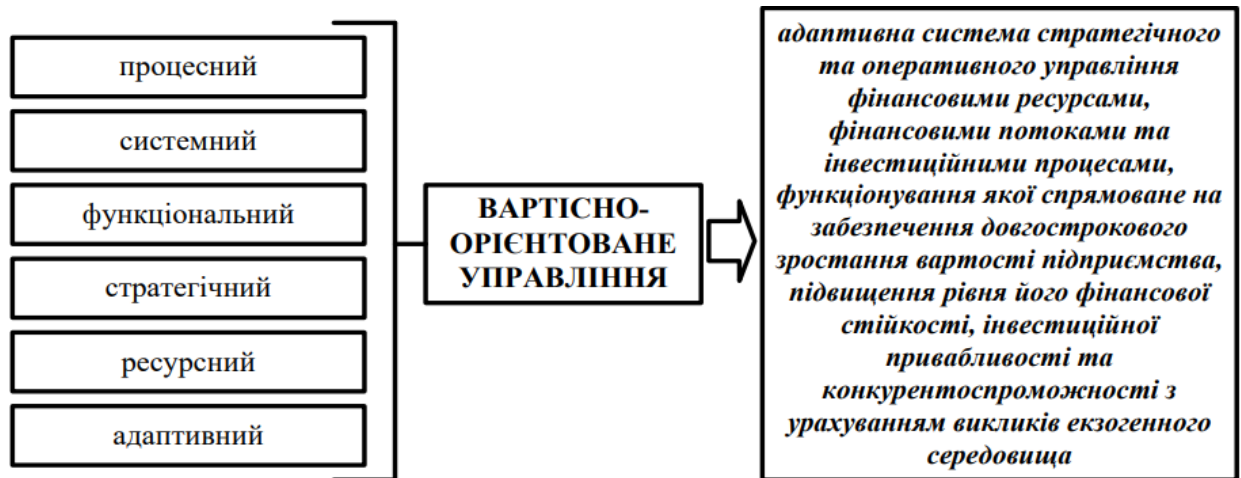 процесний
системний
функціональний
стратегічний
ресурсний
адаптивний
ВАРТІСНО-
ОРІЄНТОВАНЕ
УПРАВЛІННЯ
адаптивна система стратегічного
та оперативного управління
фінансовими ресурсами,
фінансовими потоками та
інвестиційними процесами,
функціонування якої спрямоване на
забезпечення довгострокового
зростання вартості підприємства,
підвищення рівня його фінансової
стійкості, інвестиційної
привабливості та
конкурентоспроможності з
урахуванням викликів екзогенного
середовища